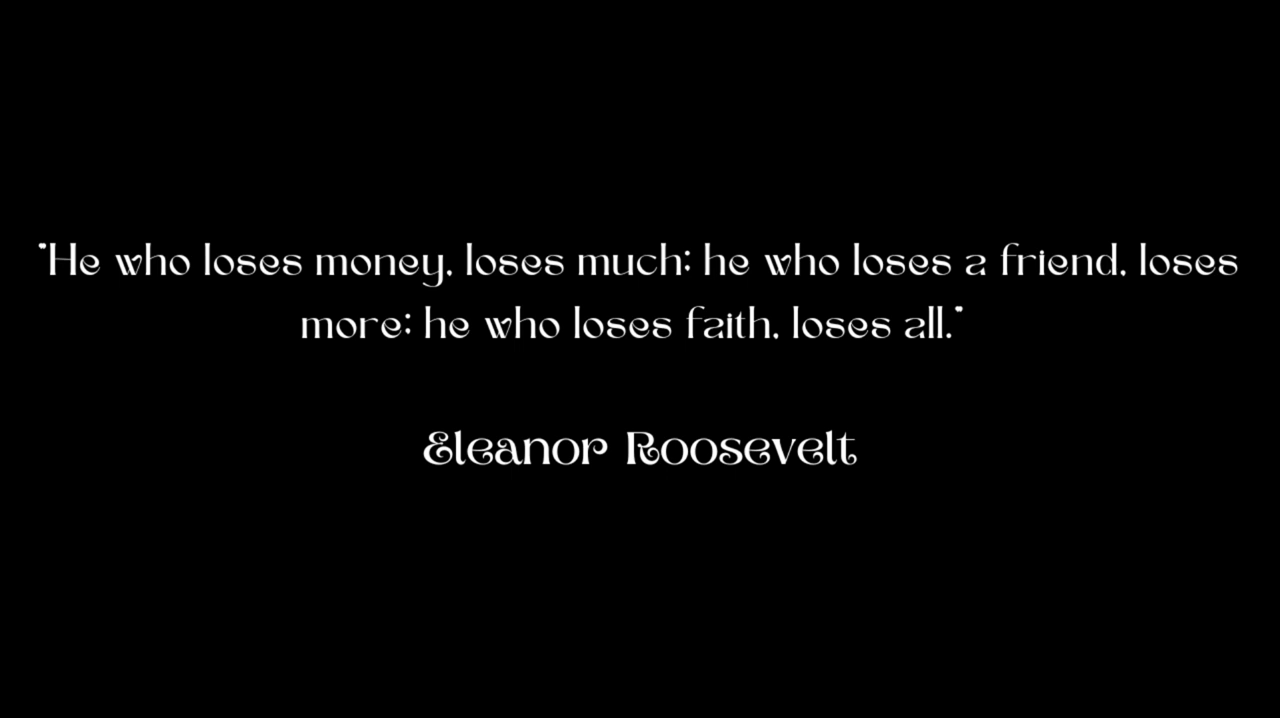 "He who loses money, loses much; he who loses a friend, loses
more; he who loses faith, loses all."
Eleanor Roosevelt